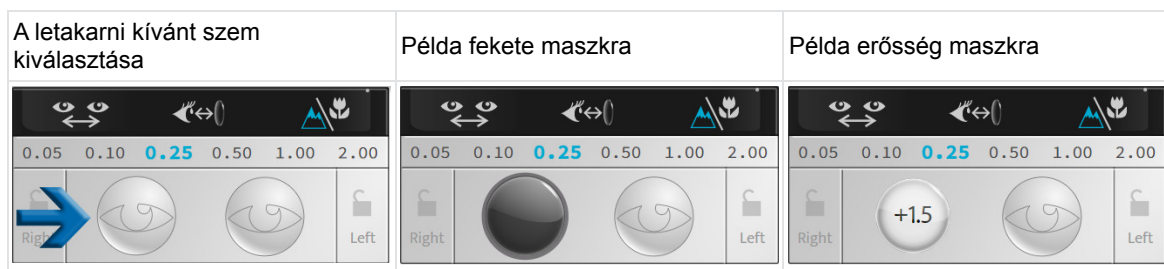 A letakarni kívánt szem
kiválasztása
Példa fekete maszkra
Példa erősség maszkra
0.05 0.10 0.25 0.50 1.00 2.00
Right Left
0.05 0.10 0.25 0.50 1.00 2.00
Right Left
0.05 0.10 0.25 0.50 1.00 2.00
Right +1.5 Left